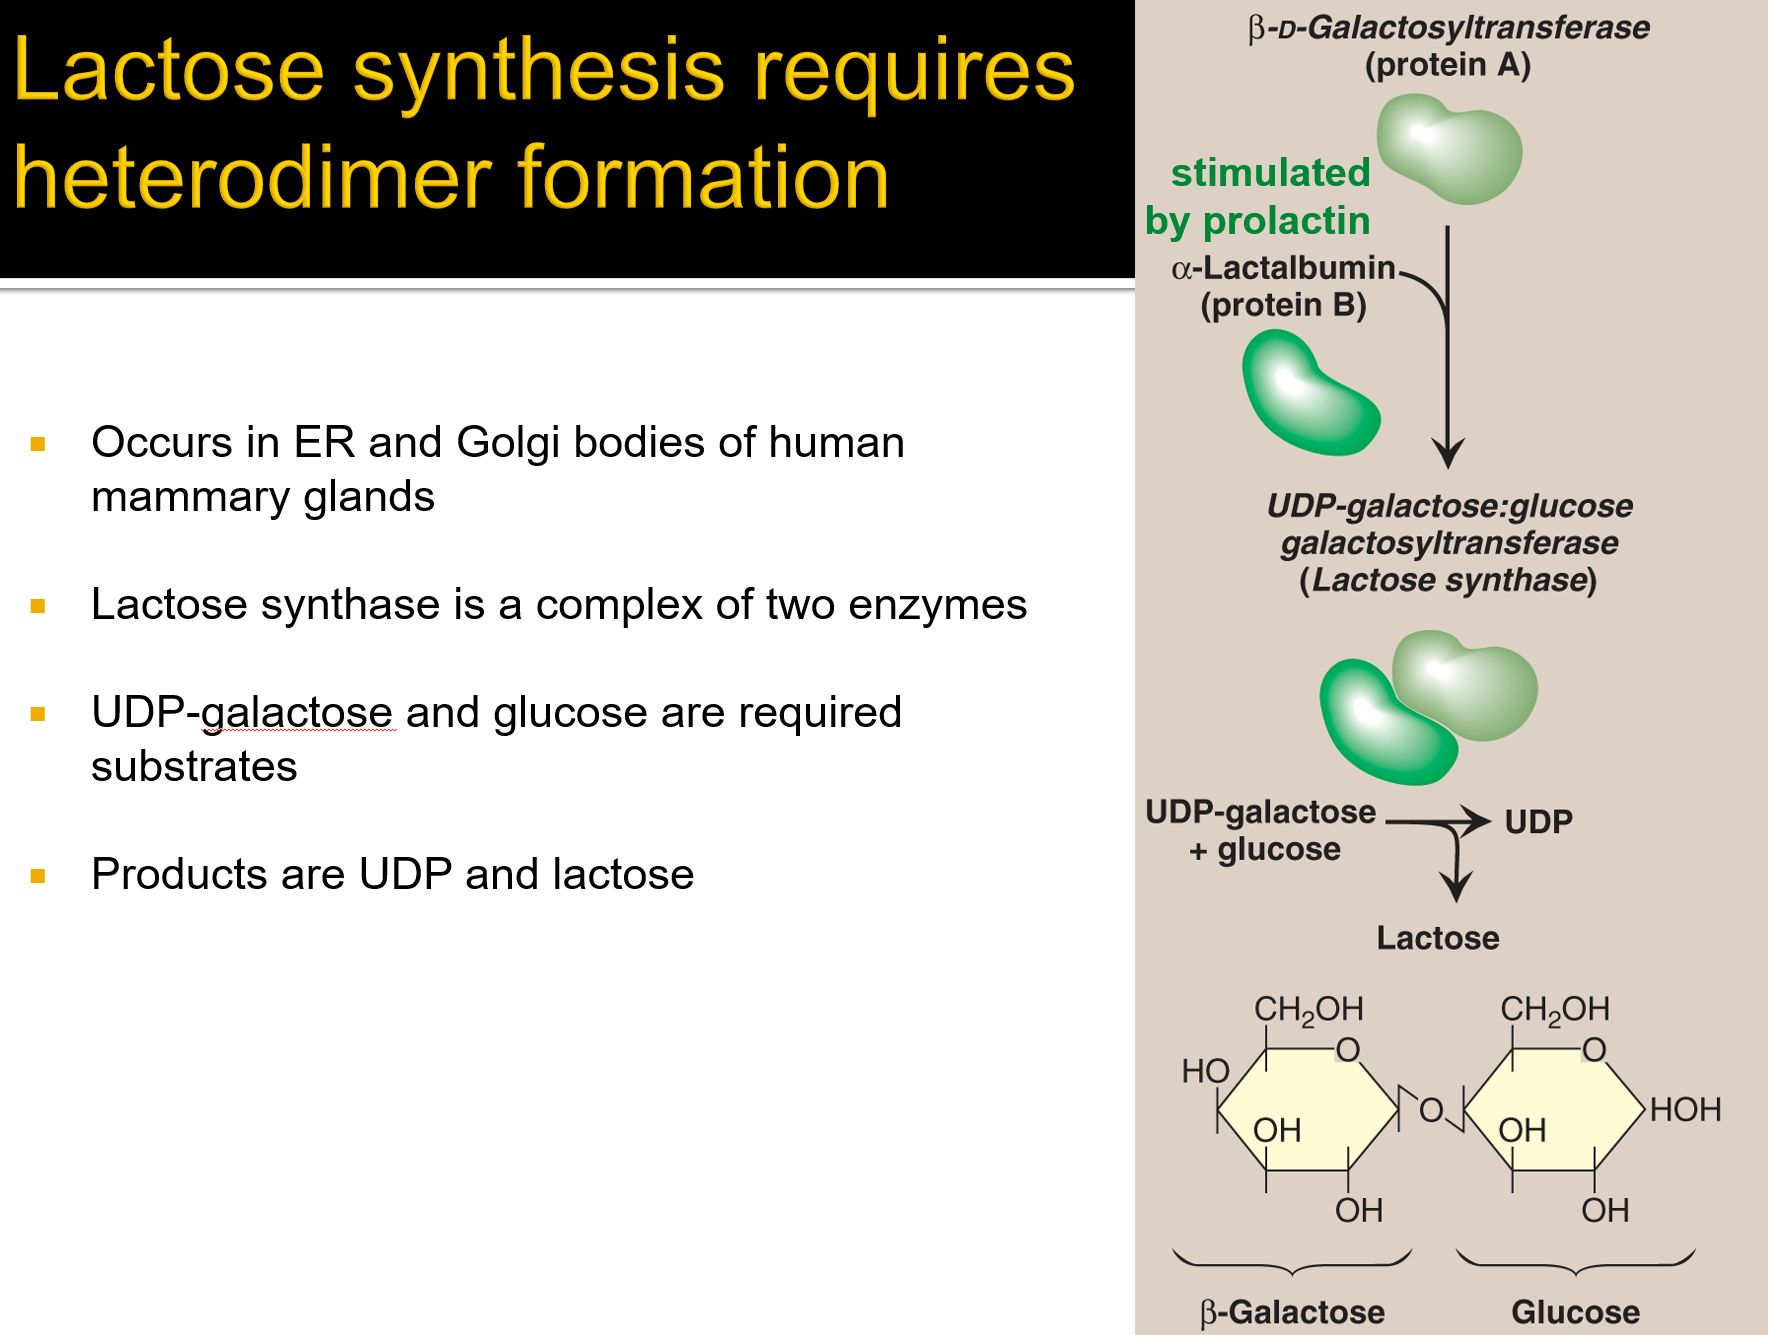 Lactose synthesis requires
heterodimer formation
▪ Occurs in ER and Golgi bodies of human
mammary glands
▪ Lactose synthase is a complex of two enzymes
▪ UDP-galactose and glucose are required
substrates
▪ Products are UDP and lactose
β-D-Galactosyltransferase
(protein A)
stimulated
by prolactin
α-Lactalbumin
(protein B)
UDP-galactose:glucose
galactosyltransferase
(Lactose synthase)
UDP-galactose
+ glucose
UDP
Lactose
CH₂OH
O
HO
OH
OH
O
CH₂OH
O
OH
HOH
OH
β-Galactose
Glucose